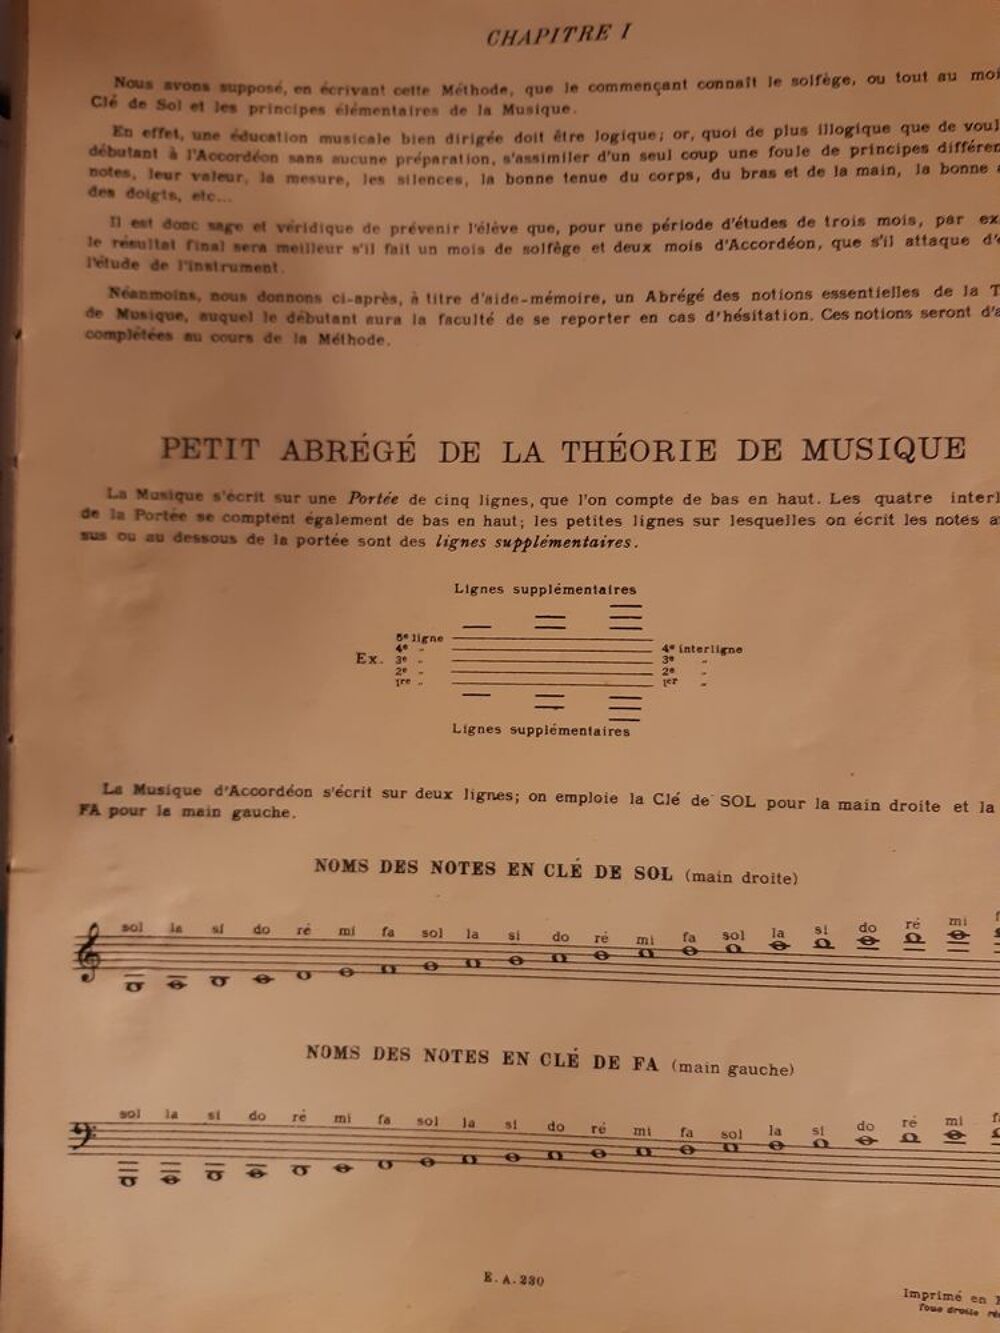 CHAPITRE I
Nous avons supposé, en écrivant cette Méthode, que le commençant connaît le solfège, ou tout au moi
Clé de Sol et les principes élémentaires de la Musique.
En effet, une éducation musicale bien dirigée doit être logique; or, quoi de plus illogique que de voul
débutant à l'Accordéon sans aucune préparation, s'assimiler d'un seul coup une foule de principes différen
notes, leur valeur, la mesure, les silences, la bonne tenue du corps, du bras et de la main, la bonne
des doigts, etc...
Il est donc sage et véridique de prévenir l'élève que, pour une période d'études de trois mois, par ex
le résultat final sera meilleur s'il fait un mois de solfège et deux mois d'Accordéon, que s'il attaque d'
l'étude de l'instrument.
Néanmoins, nous donnons ci-après, à titre d'aide-mémoire, un Abrégé des notions essentielles de la T
de Musique, auquel le débutant aura la faculté de se reporter en cas d'hésitation. Ces notions seront d'a
complétées au cours de la Méthode.
PETIT ABRÉGÉ DE LA THÉORIE DE MUSIQUE
La Musique s'écrit sur une Portée de cinq lignes, que l'on compte de bas en haut. Les quatre interl
de la Portée se comptent également de bas en haut; les petites lignes sur lesquelles on écrit les notes a
sus ou au dessous de la portée sont des lignes supplémentaires.
Lignes supplémentaires
5e ligne
4e " 4e interligne
Ex. 3e " 3e "
2e " 2e "
1re " 1er "
Lignes supplémentaires
La Musique d'Accordéon s'écrit sur deux lignes; on emploie la Clé de SOL pour la main droite et la
FA pour la main gauche.
NOMS DES NOTES EN CLÉ DE SOL (main droite)
sol la si do ré mi fa sol la si do ré mi fa sol la si do ré mi f
NOMS DES NOTES EN CLÉ DE FA (main gauche)
sol la si do ré mi fa sol la si do ré mi fa sol la si do ré mi f
E. A. 230
Imprimé en
Tous droits ré